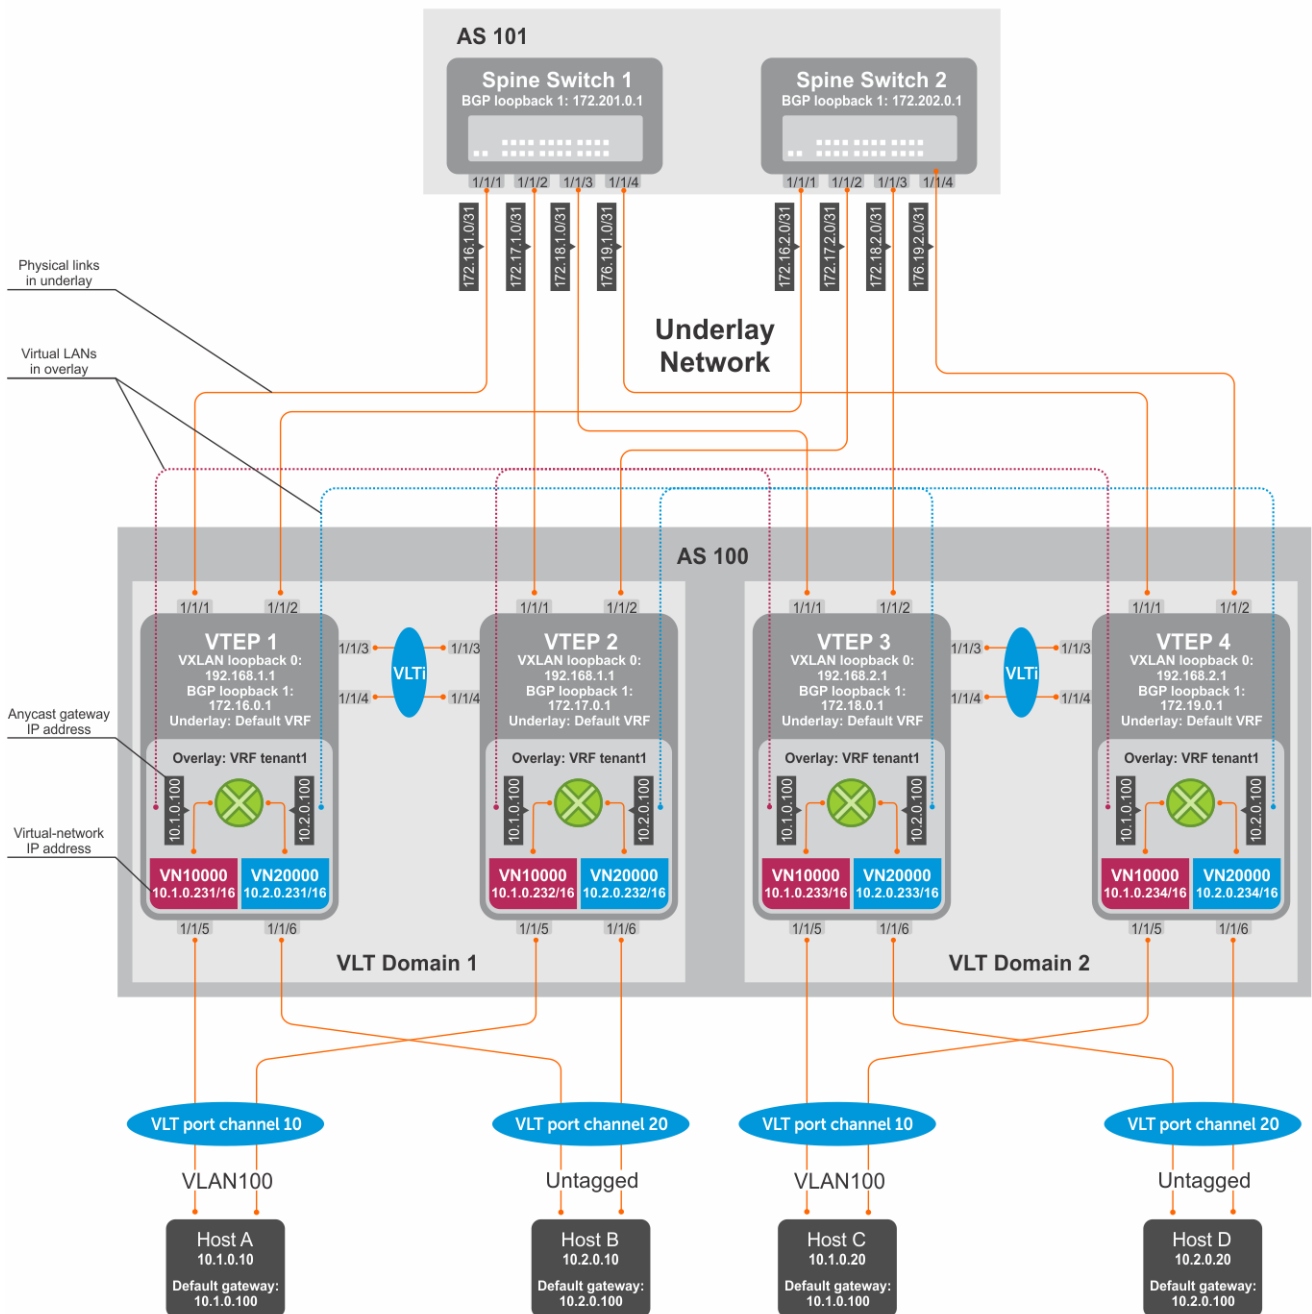 AS 101
Spine Switch 1
BGP loopback 1: 172.201.0.1
Spine Switch 2
BGP loopback 1: 172.202.0.1
1/1/1
1/1/2
1/1/3
1/1/4
1/1/1
1/1/2
1/1/3
1/1/4
172.16.1.0/31
172.17.1.0/31
172.18.1.0/31
176.19.1.0/31
172.16.2.0/31
172.17.2.0/31
172.18.2.0/31
176.19.2.0/31
Physical links
in underlay
Underlay
Network
Virtual LANs
in overlay
AS 100
1/1/1
1/1/2
1/1/1
1/1/2
1/1/1
1/1/2
1/1/1
1/1/2
VTEP 1
VXLAN loopback 0:
192.168.1.1
BGP loopback 1:
172.16.0.1
Underlay: Default VRF
1/1/3
1/1/4
VLTi
1/1/3
1/1/4
VTEP 2
VXLAN loopback 0:
192.168.1.1
BGP loopback 1:
172.17.0.1
Underlay: Default VRF
VTEP 3
VXLAN loopback 0:
192.168.2.1
BGP loopback 1:
172.18.0.1
Underlay: Default VRF
1/1/3
1/1/4
VLTi
1/1/3
1/1/4
VTEP 4
VXLAN loopback 0:
192.168.2.1
BGP loopback 1:
172.19.0.1
Underlay: Default VRF
Anycast gateway
IP address
Overlay: VRF tenant1
10.1.0.100
10.2.0.100
Overlay: VRF tenant1
10.1.0.100
10.2.0.100
Overlay: VRF tenant1
10.1.0.100
10.2.0.100
Overlay: VRF tenant1
10.1.0.100
10.2.0.100
Virtual-network
IP address
VN10000
10.1.0.231/16
VN20000
10.2.0.231/16
VN10000
10.1.0.232/16
VN20000
10.2.0.232/16
VN10000
10.1.0.233/16
VN20000
10.2.0.233/16
VN10000
10.1.0.234/16
VN20000
10.2.0.234/16
1/1/5
1/1/6
1/1/5
1/1/6
1/1/5
1/1/6
1/1/5
1/1/6
VLT Domain 1
VLT Domain 2
VLT port channel 10
VLT port channel 20
VLT port channel 10
VLT port channel 20
VLAN100
Untagged
VLAN100
Untagged
Host A
10.1.0.10
Default gateway:
10.1.0.100
Host B
10.2.0.10
Default gateway:
10.2.0.100
Host C
10.1.0.20
Default gateway:
10.1.0.100
Host D
10.2.0.20
Default gateway:
10.2.0.100